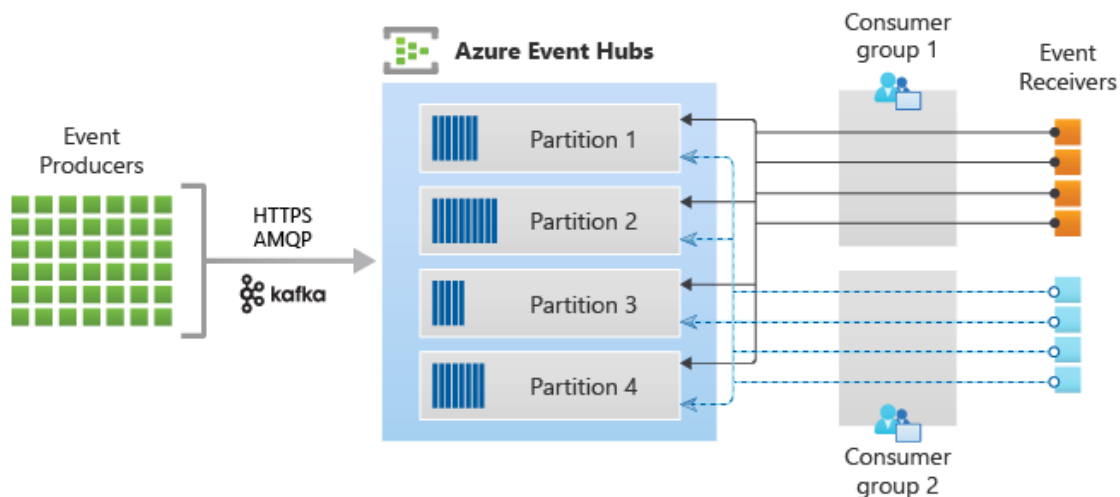 Azure Event Hubs
Consumer
group 1
Event
Receivers
Event
Producers
HTTPS
AMQP
kafka
Partition 1
Partition 2
Partition 3
Partition 4
Consumer
group 2